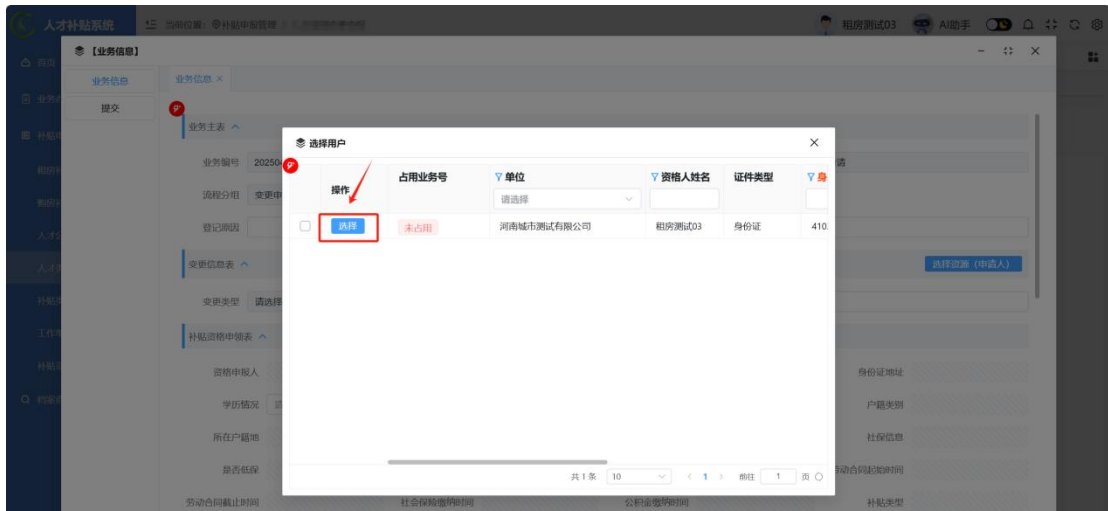 人才补贴系统 当前位置: 补贴申报管理 租房测试03 AI助手
【业务信息】
首页
业务信息 业务信息 ×
提交
业务主表
选择用户
业务编号 20250
流程分组 变更申
登记原因
操作 占用业务号 单位 资格人姓名 证件类型 身
请选择
选择 未占用 河南城市测试有限公司 租房测试03 身份证 410
变更信息表 选择资源（申请人）
变更类型 请选择
补贴资格申领表
资格申报人 身份证地址
学历情况 户籍类别
所在户籍地 社保信息
是否低保 劳动合同起始时间
共 1 条 10 1 前往 1 页
劳动合同截止时间 社会保险缴纳时间 公积金缴纳时间 补贴类型